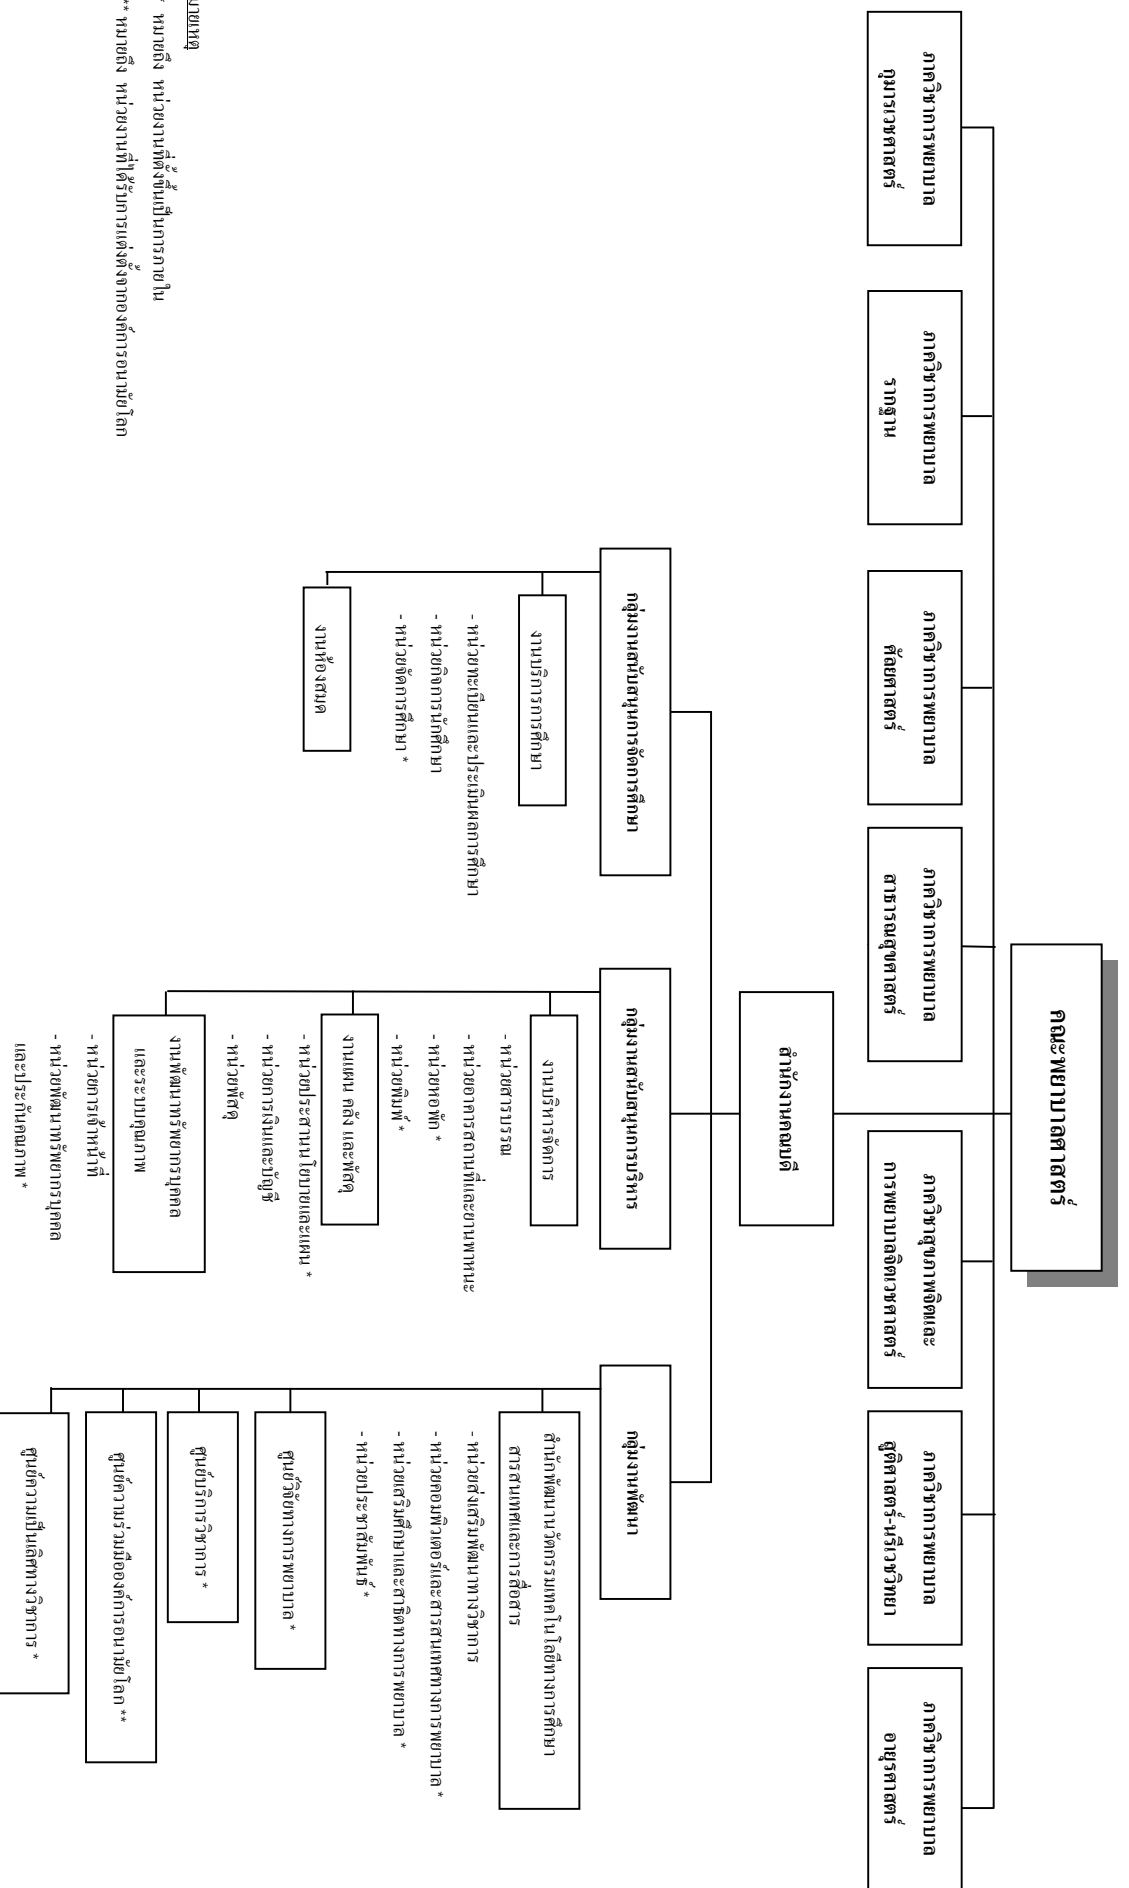 คณะพยาบาลศาสตร์
ภาควิชาการพยาบาล
กุมารเวชศาสตร์
ภาควิชาการพยาบาล
รากฐาน
ภาควิชาการพยาบาล
ศัลยศาสตร์
ภาควิชาการพยาบาล
สาธารณสุขศาสตร์
ภาควิชาสุขภาพจิตและ
การพยาบาลจิตเวชศาสตร์
ภาควิชาการพยาบาล
สูติศาสตร์-นรีเวชวิทยา
ภาควิชาการพยาบาล
อายุรศาสตร์
สำนักงานคณบดี
กลุ่มงานสนับสนุนการจัดการศึกษา
งานบริการการศึกษา
- หน่วยทะเบียนและประเมินผลการศึกษา
- หน่วยกิจการนักศึกษา
- หน่วยจัดการศึกษา *
งานห้องสมุด
กลุ่มงานสนับสนุนการบริหาร
งานบริหารจัดการ
- หน่วยสารบรรณ
- หน่วยอาคารสถานที่และยานพาหนะ
- หน่วยหอพัก *
- หน่วยพิมพ์ *
งานแผน คลัง และพัสดุ
- หน่วยประสานนโยบายและแผน *
- หน่วยการเงินและบัญชี
- หน่วยพัสดุ
งานพัฒนาทรัพยากรบุคคล
และระบบคุณภาพ
- หน่วยการเจ้าหน้าที่
- หน่วยพัฒนาทรัพยากรบุคคล
และประกันคุณภาพ *
กลุ่มงานพัฒนา
สำนักพัฒนานวัตกรรมเทคโนโลยีทางการศึกษา
สารสนเทศและการสื่อสาร
- หน่วยส่งเสริมพัฒนาทางวิชาการ
- หน่วยคอมพิวเตอร์และสารสนเทศทางการพยาบาล *
- หน่วยเสริมศึกษาและสาธิตทางการพยาบาล *
- หน่วยประชาสัมพันธ์ *
ศูนย์วิจัยทางการพยาบาล *
ศูนย์บริการวิชาการ *
ศูนย์ความร่วมมือองค์การอนามัยโลก **
ศูนย์ความเป็นเลิศทางวิชาการ *
มายเหตุ
* หมายถึง หน่วยงานที่ตั้งขึ้นเป็นการภายใน
** หมายถึง หน่วยงานที่ได้รับการแต่งตั้งจากองค์การอนามัยโลก